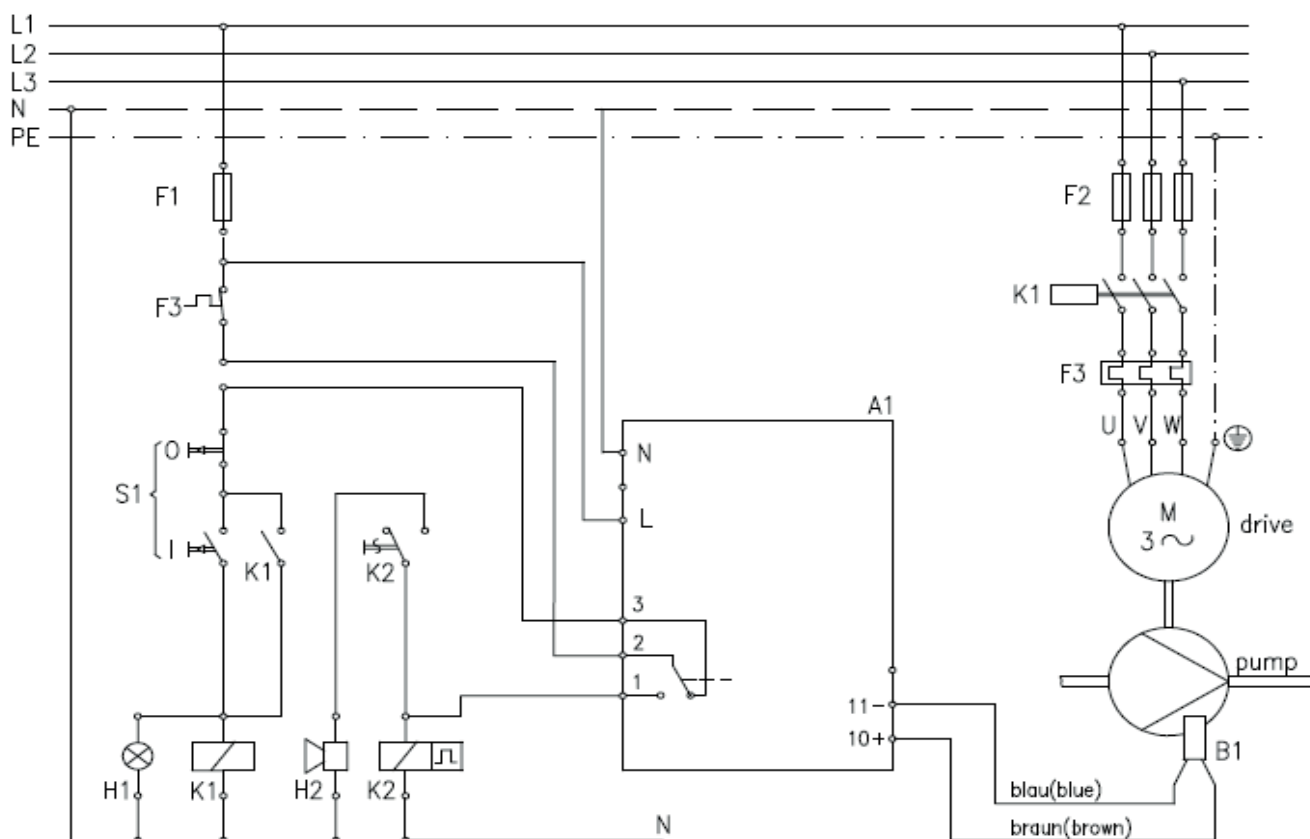 L1
L2
L3
N
PE
F1
F2
F3
K1
F3
A1
U V W
N
L
O
S1
I
K1
K2
M
3
drive
3
2
1
pump
11-
10+
B1
H1
K1
H2
K2
blau(blue)
N
braun(brown)